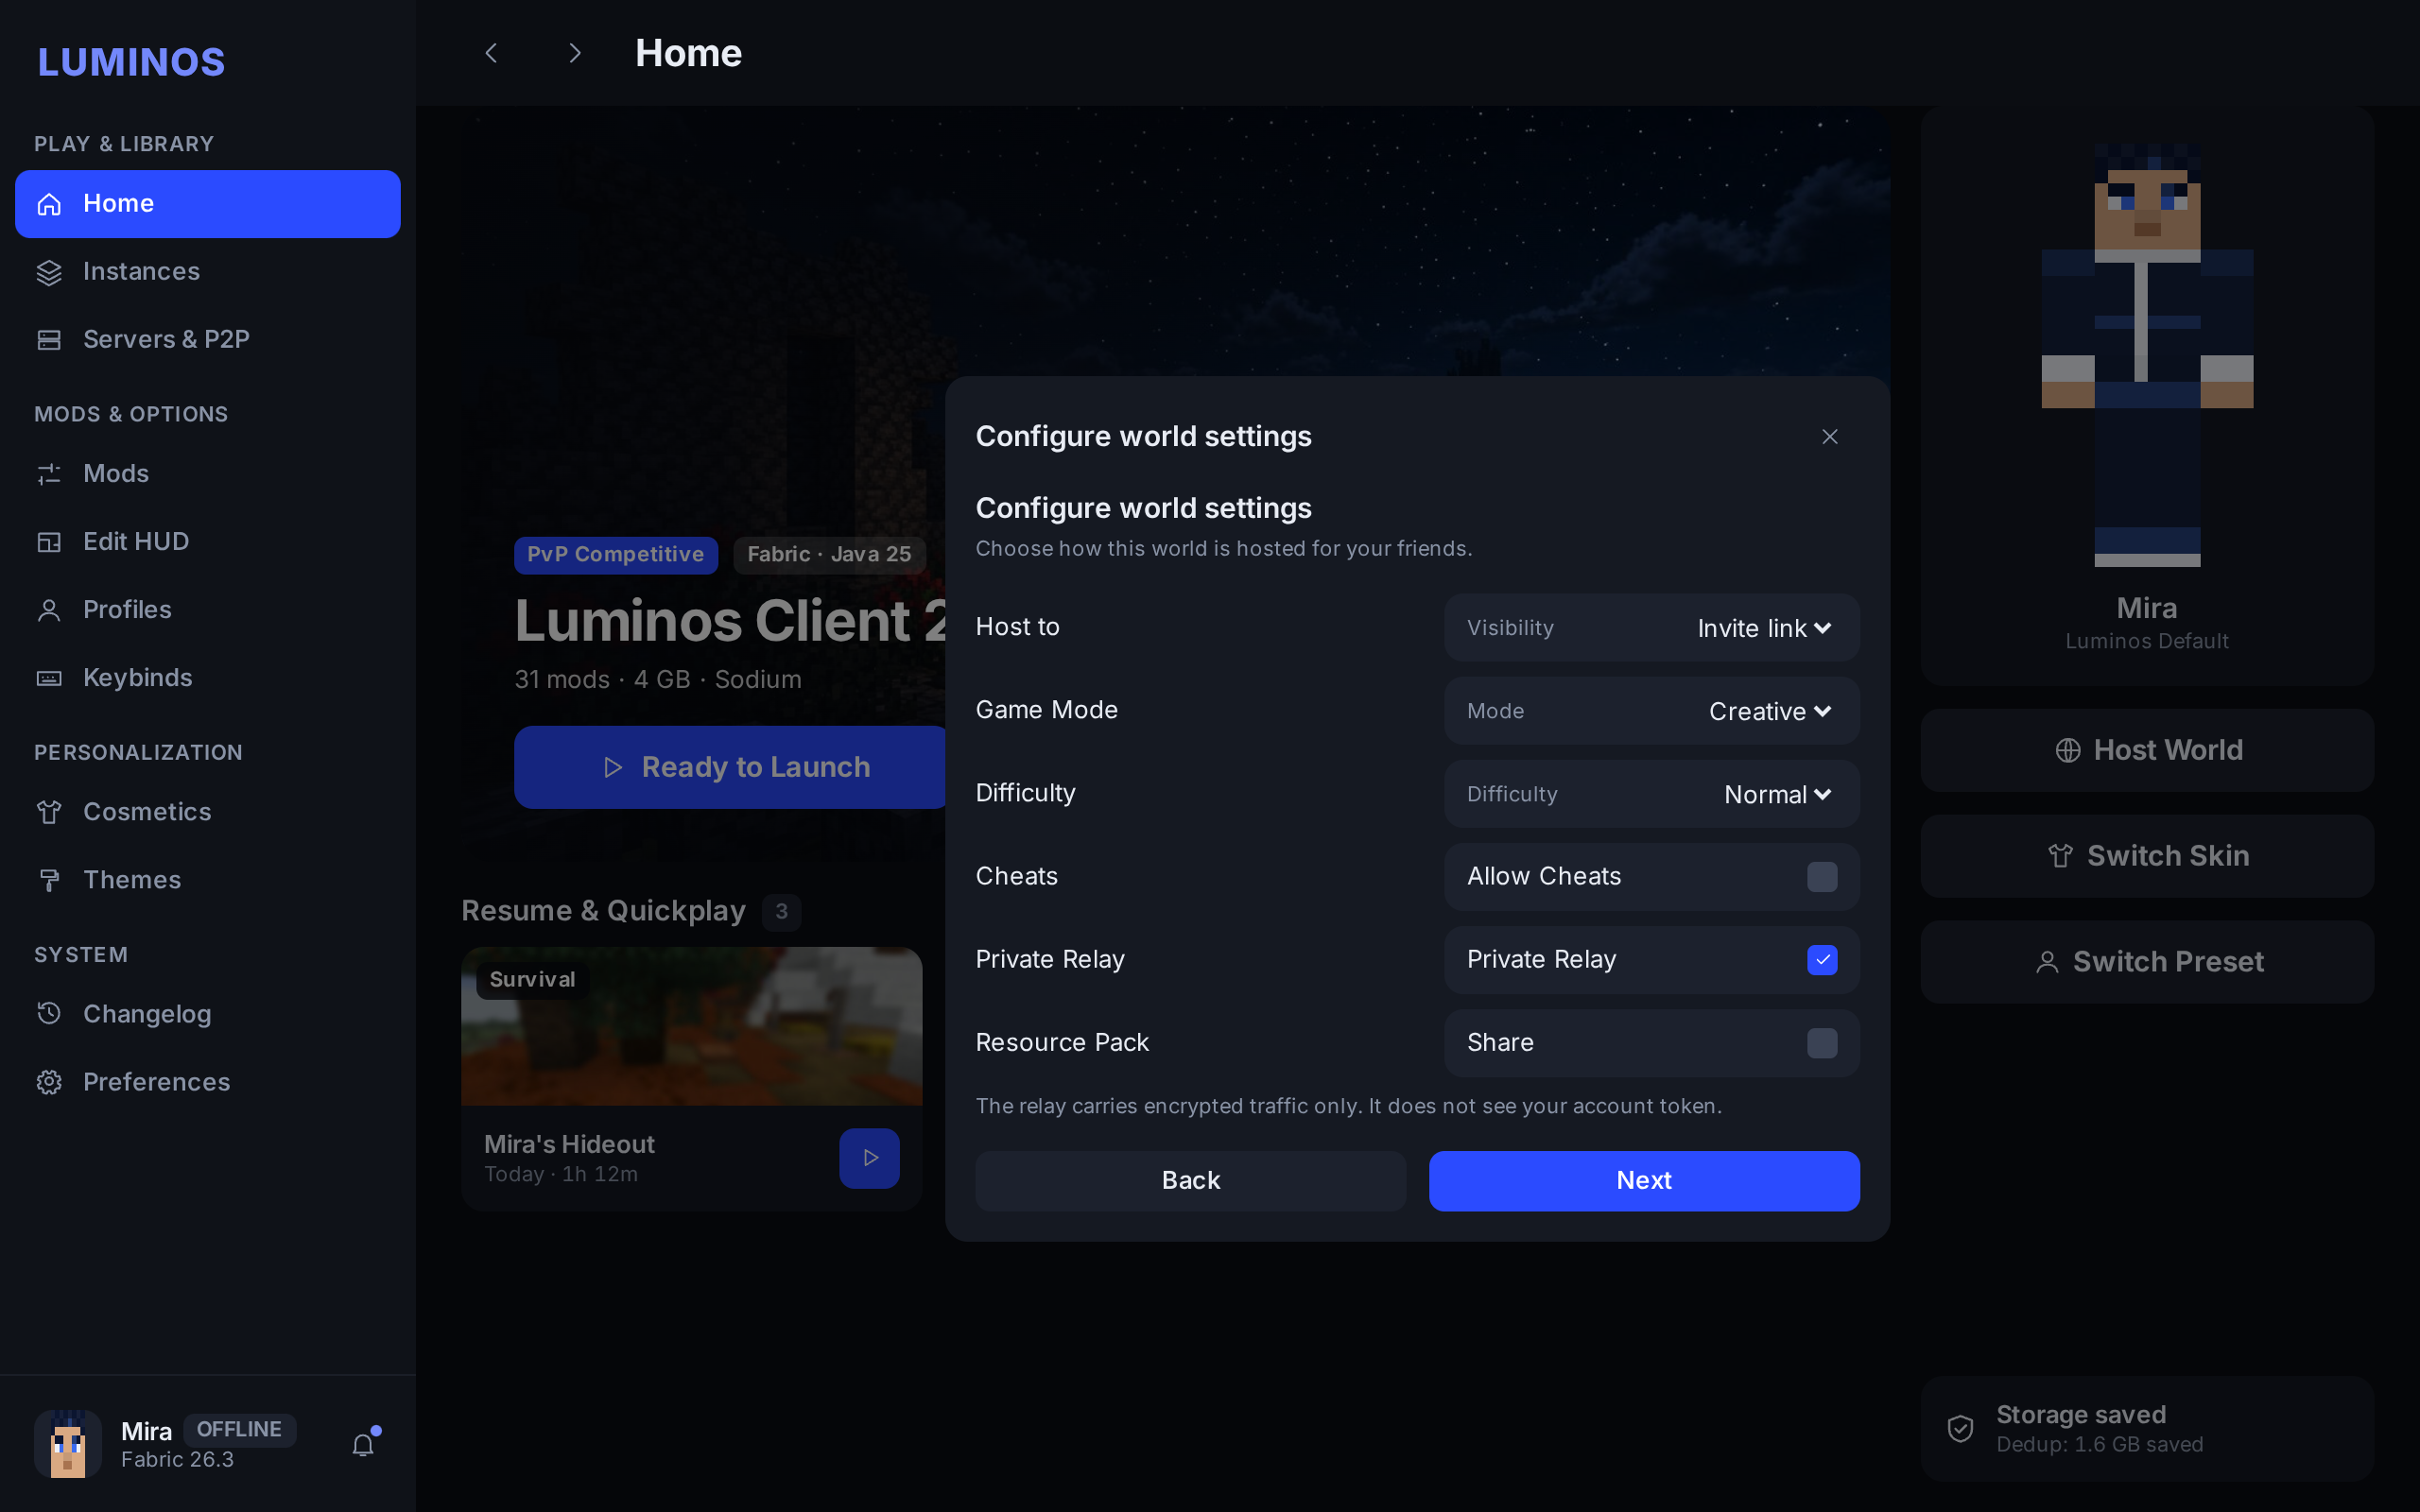 LUMINOS
PLAY & LIBRARY
Home
Instances
Servers & P2P
MODS & OPTIONS
Mods
Edit HUD
Profiles
Keybinds
PERSONALIZATION
Cosmetics
Themes
SYSTEM
Changelog
Preferences
Mira OFFLINE
Fabric 26.3
Home
PvP Competitive
Fabric · Java 25
Luminos Client 2
31 mods · 4 GB · Sodium
Ready to Launch
Resume & Quickplay 3
Survival
Mira's Hideout
Today · 1h 12m
Configure world settings
Configure world settings
Choose how this world is hosted for your friends.
Host to
Visibility Invite link
Game Mode
Mode Creative
Difficulty
Difficulty Normal
Cheats
Allow Cheats
Private Relay
Private Relay
Resource Pack
Share
The relay carries encrypted traffic only. It does not see your account token.
Back
Next
Mira
Luminos Default
Host World
Switch Skin
Switch Preset
Storage saved
Dedup: 1.6 GB saved